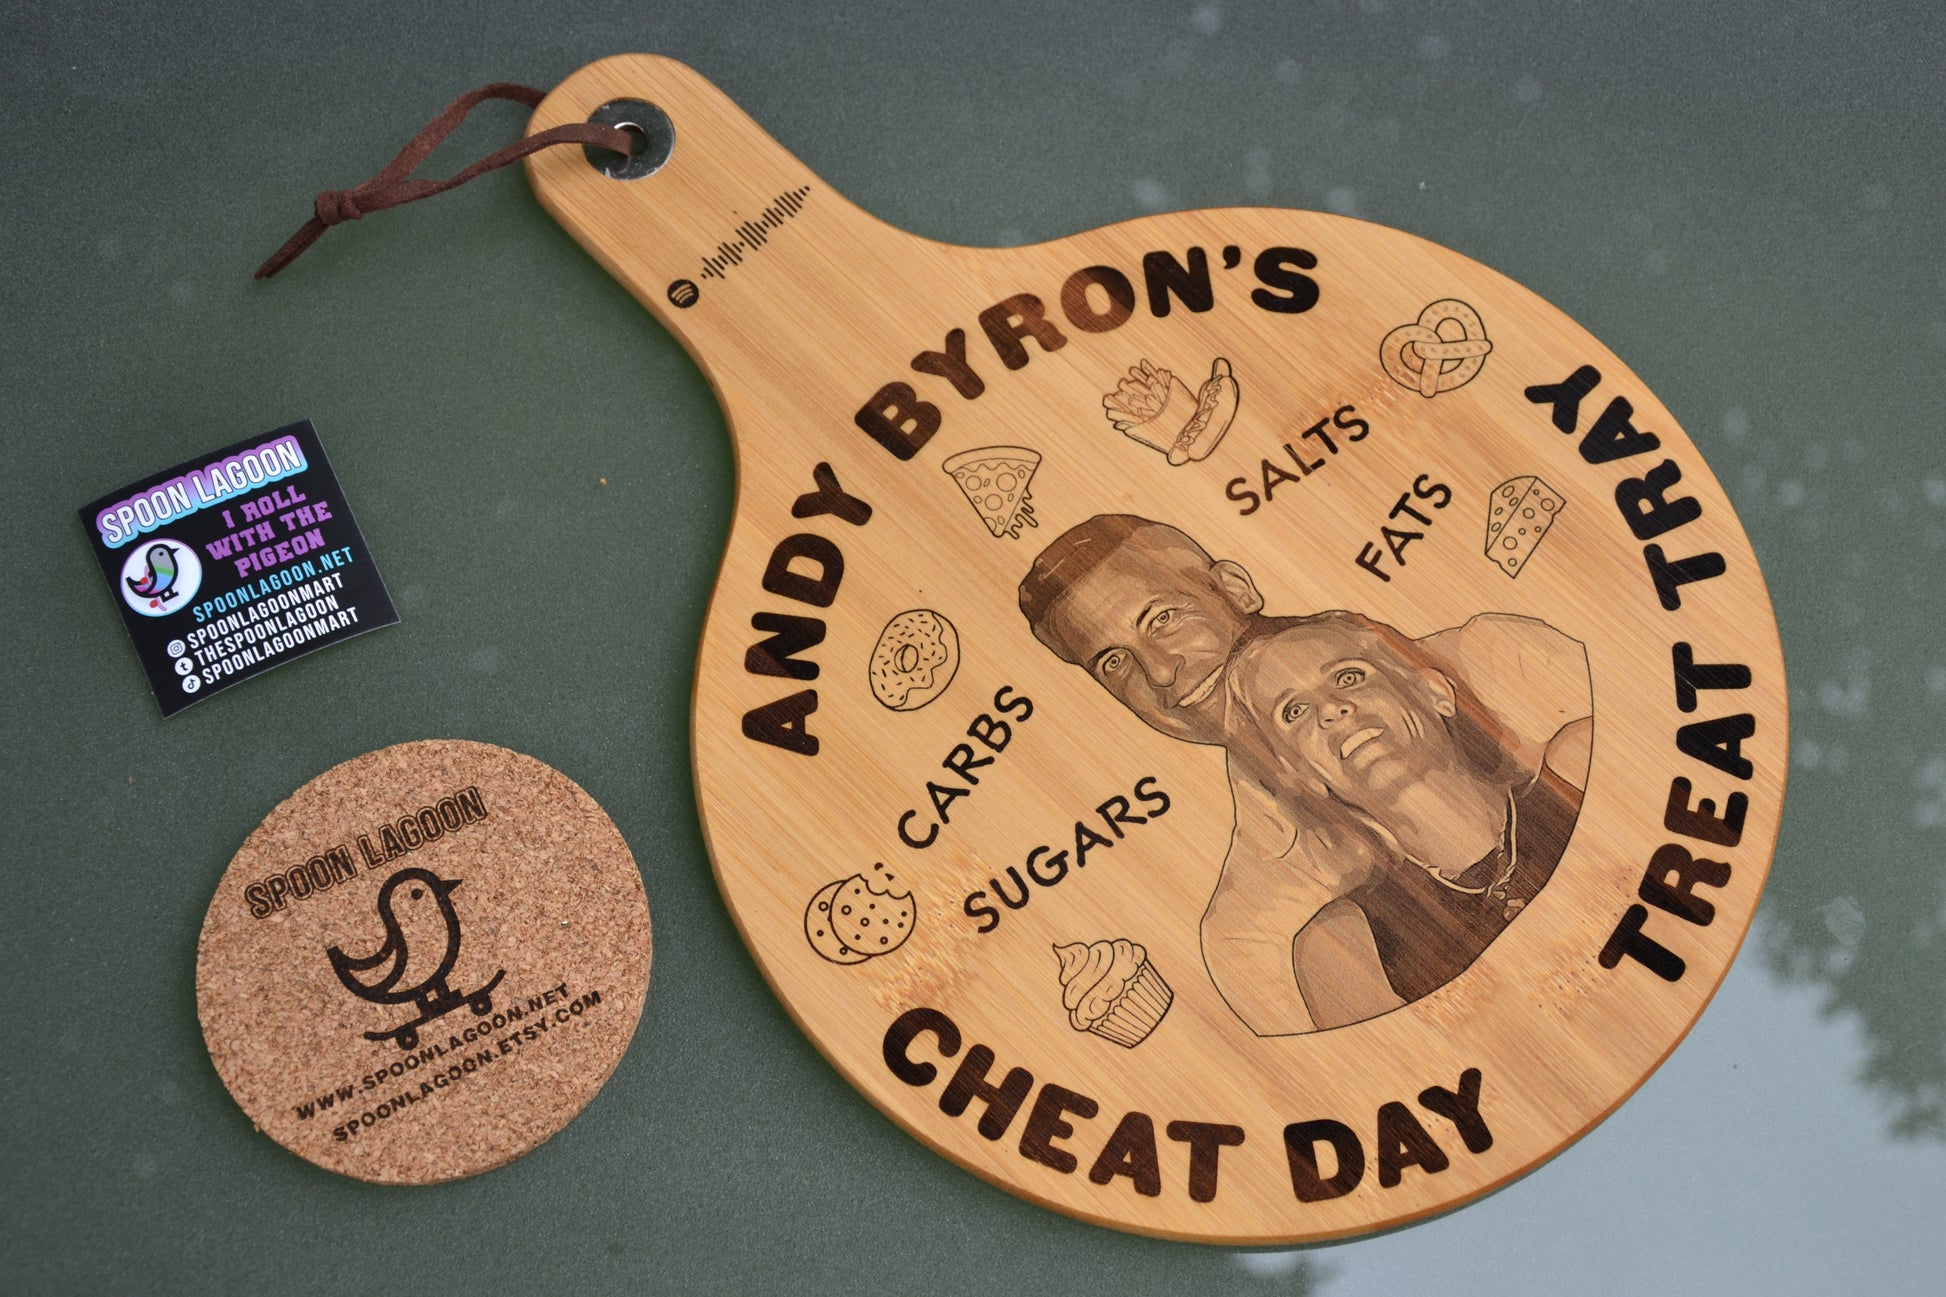 SPOON LAGOON
I ROLL
WITH THE
PIGEON
SPOONLAGOON.NET
SPOONLAGOONMART
THESPOONLAGOON
SPOONLAGOONMART
SPOON LAGOON
WWW.SPOONLAGOON.NET
SPOONLAGOON.ETSY.COM
ANDY BYRON'S
SALTS
FATS
CARBS
SUGARS
CHEAT DAY
TREAT TRAY